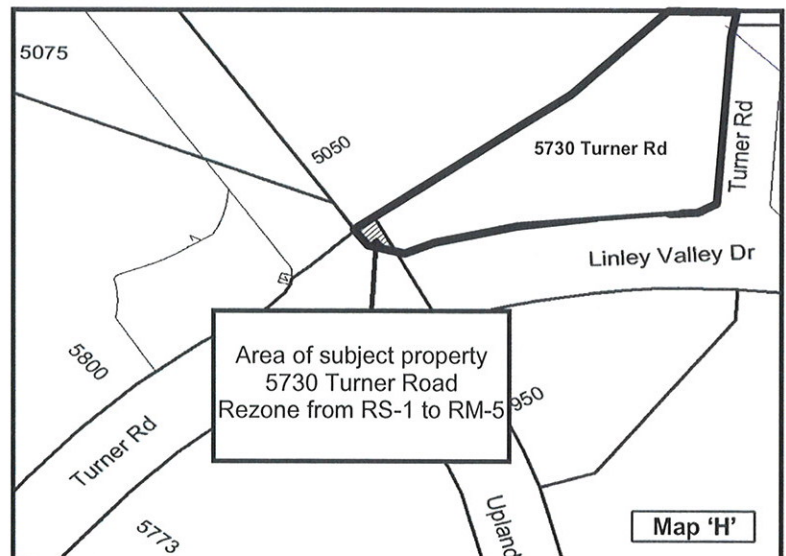 5075
5050
5730 Turner Rd
Turner Rd
Linley Valley Dr
5800
Area of subject property
5730 Turner Road
Rezone from RS-1 to RM-5
950
Turner Rd
Upland
5773
Map 'H'